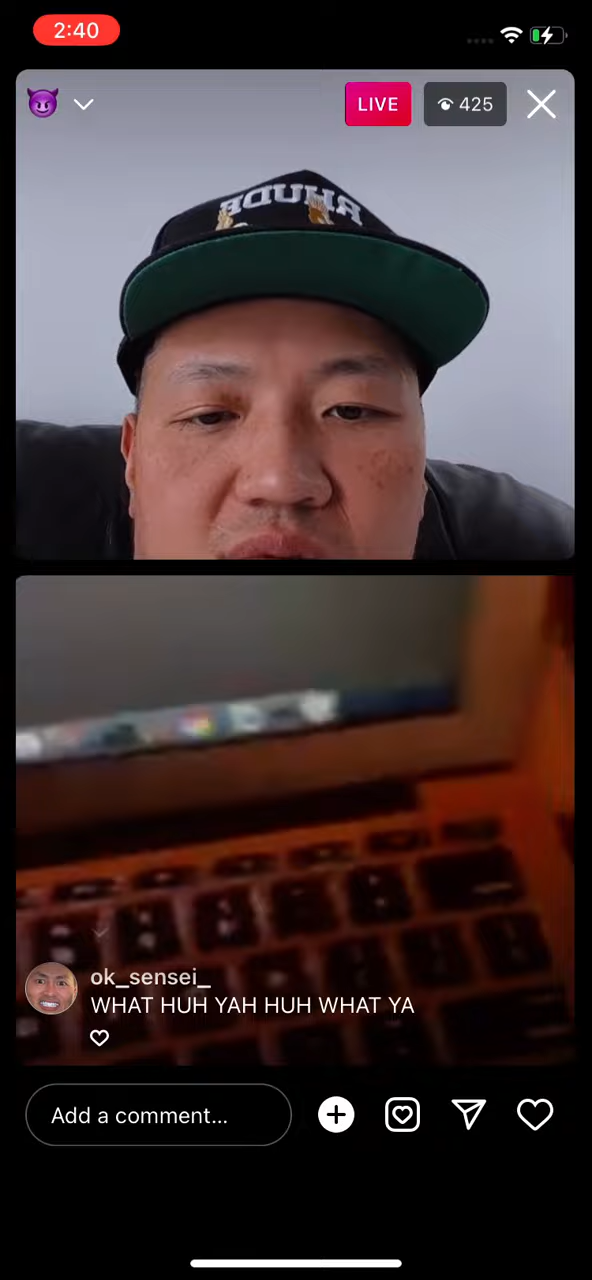 2:40
LIVE
425
RHUDE
ok_sensei_
WHAT HUH YAH HUH WHAT YA
Add a comment...